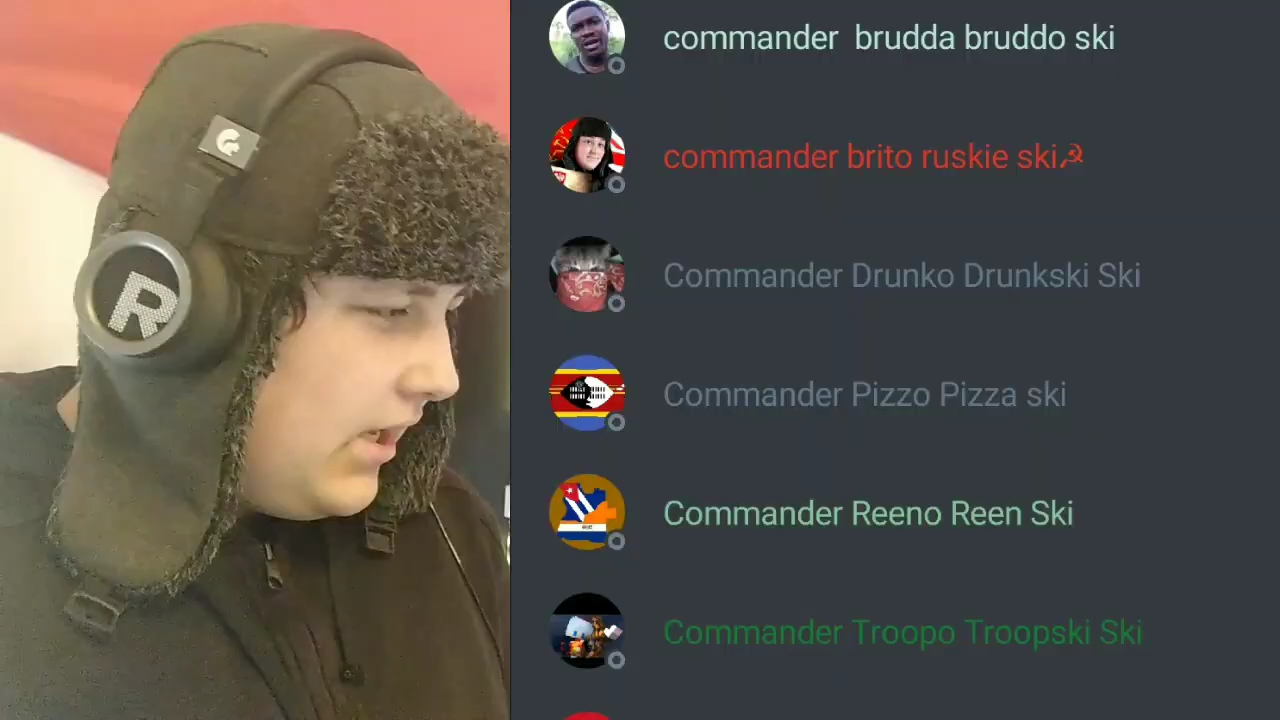 commander  brudda bruddo ski
commander brito ruskie ski☭
Commander Drunko Drunkski Ski
Commander Pizzo Pizza ski
Commander Reeno Reen Ski
Commander Troopo Troopski Ski
R